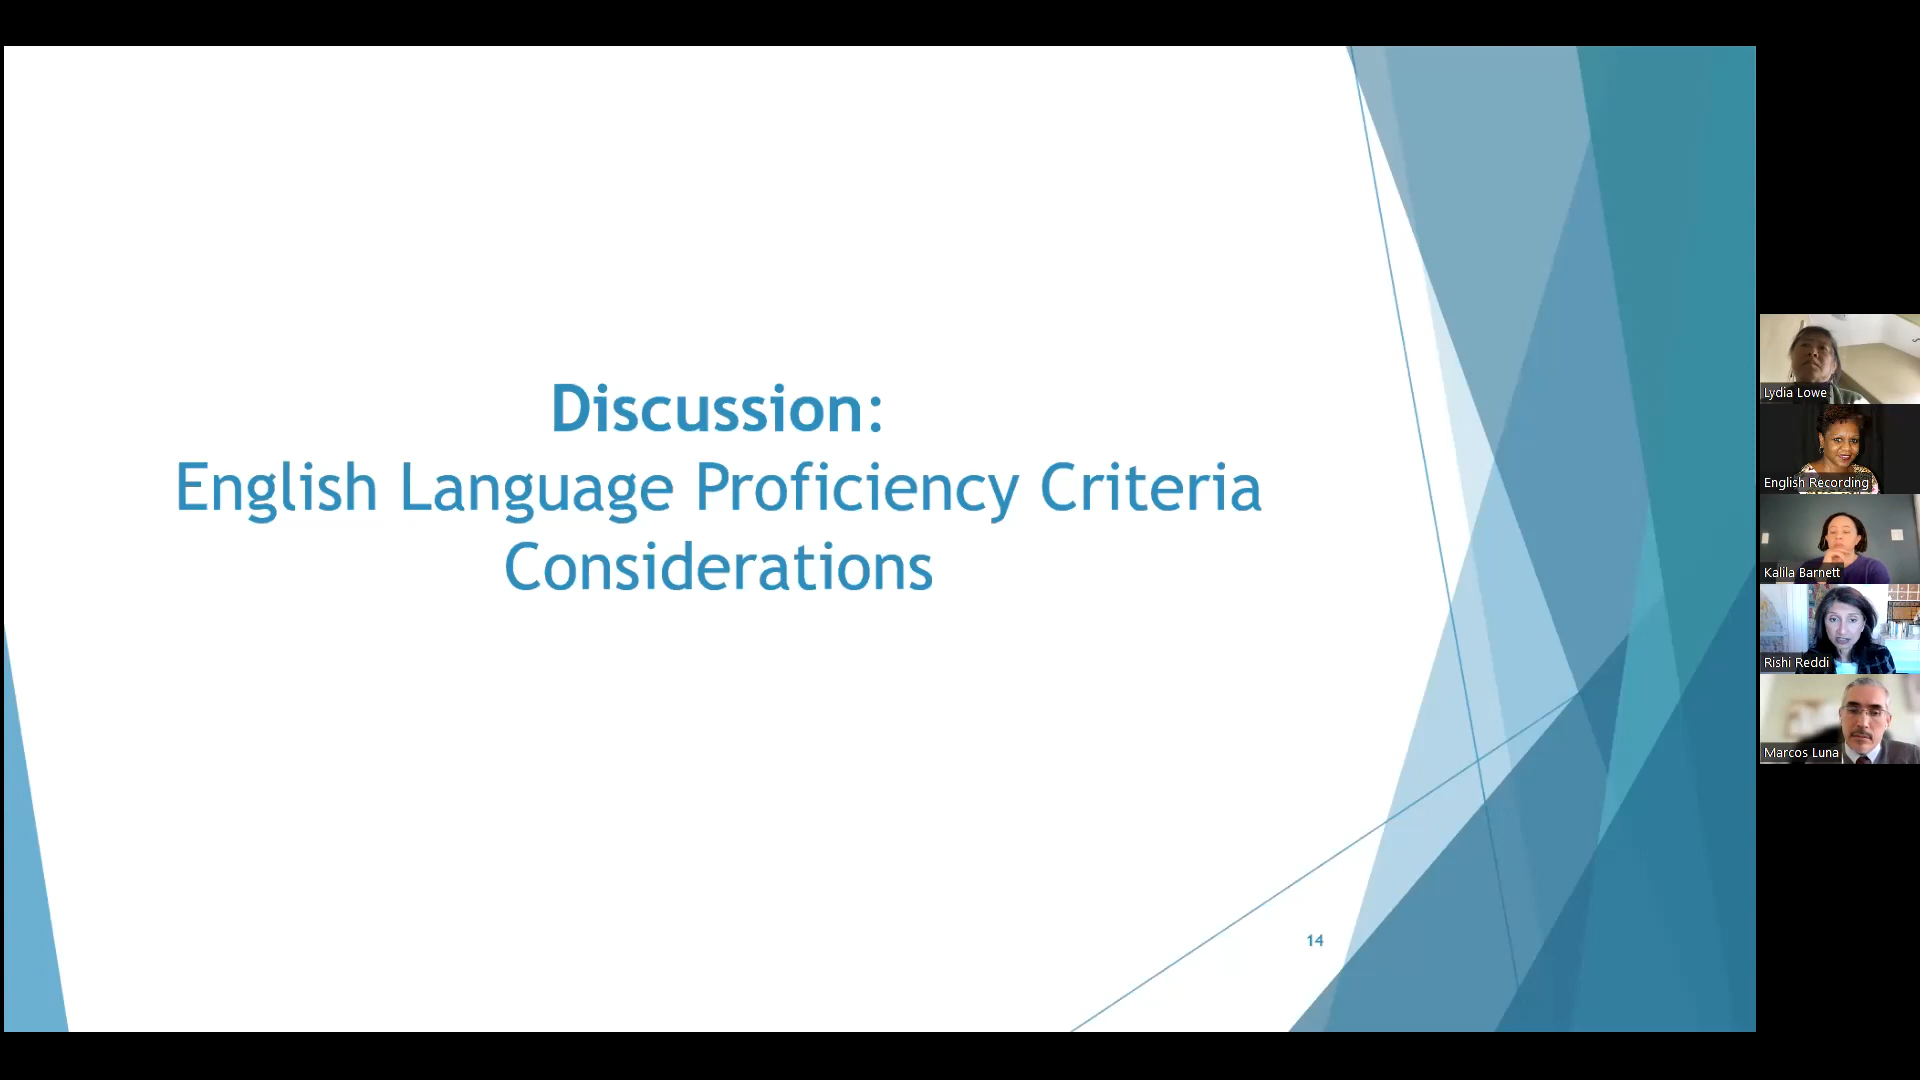 Discussion:
English Language Proficiency Criteria
Considerations
14
Lydia Lowe
English Recording
Kalila Barnett
Rishi Reddi
Marcos Luna